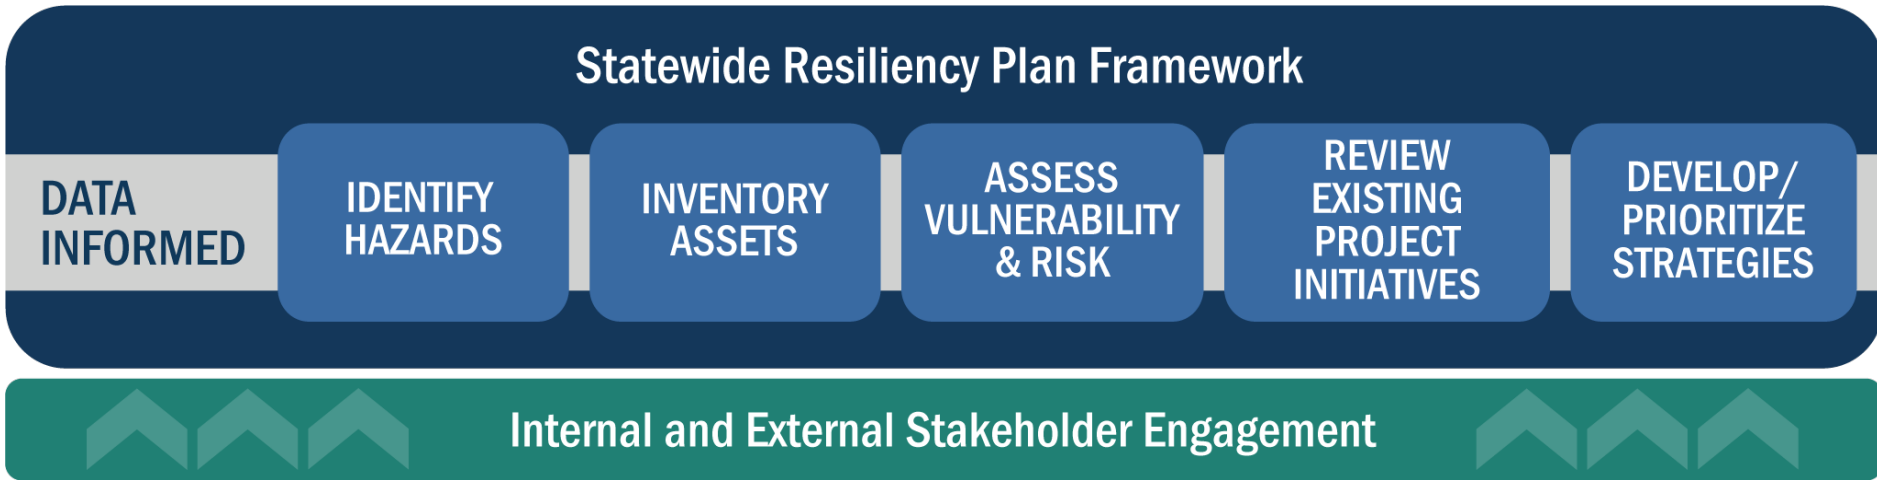 Statewide Resiliency Plan Framework
DATA
INFORMED
IDENTIFY
HAZARDS
INVENTORY
ASSETS
ASSESS
VULNERABILITY
& RISK
REVIEW
EXISTING
PROJECT
INITIATIVES
DEVELOP/
PRIORITIZE
STRATEGIES
Internal and External Stakeholder Engagement